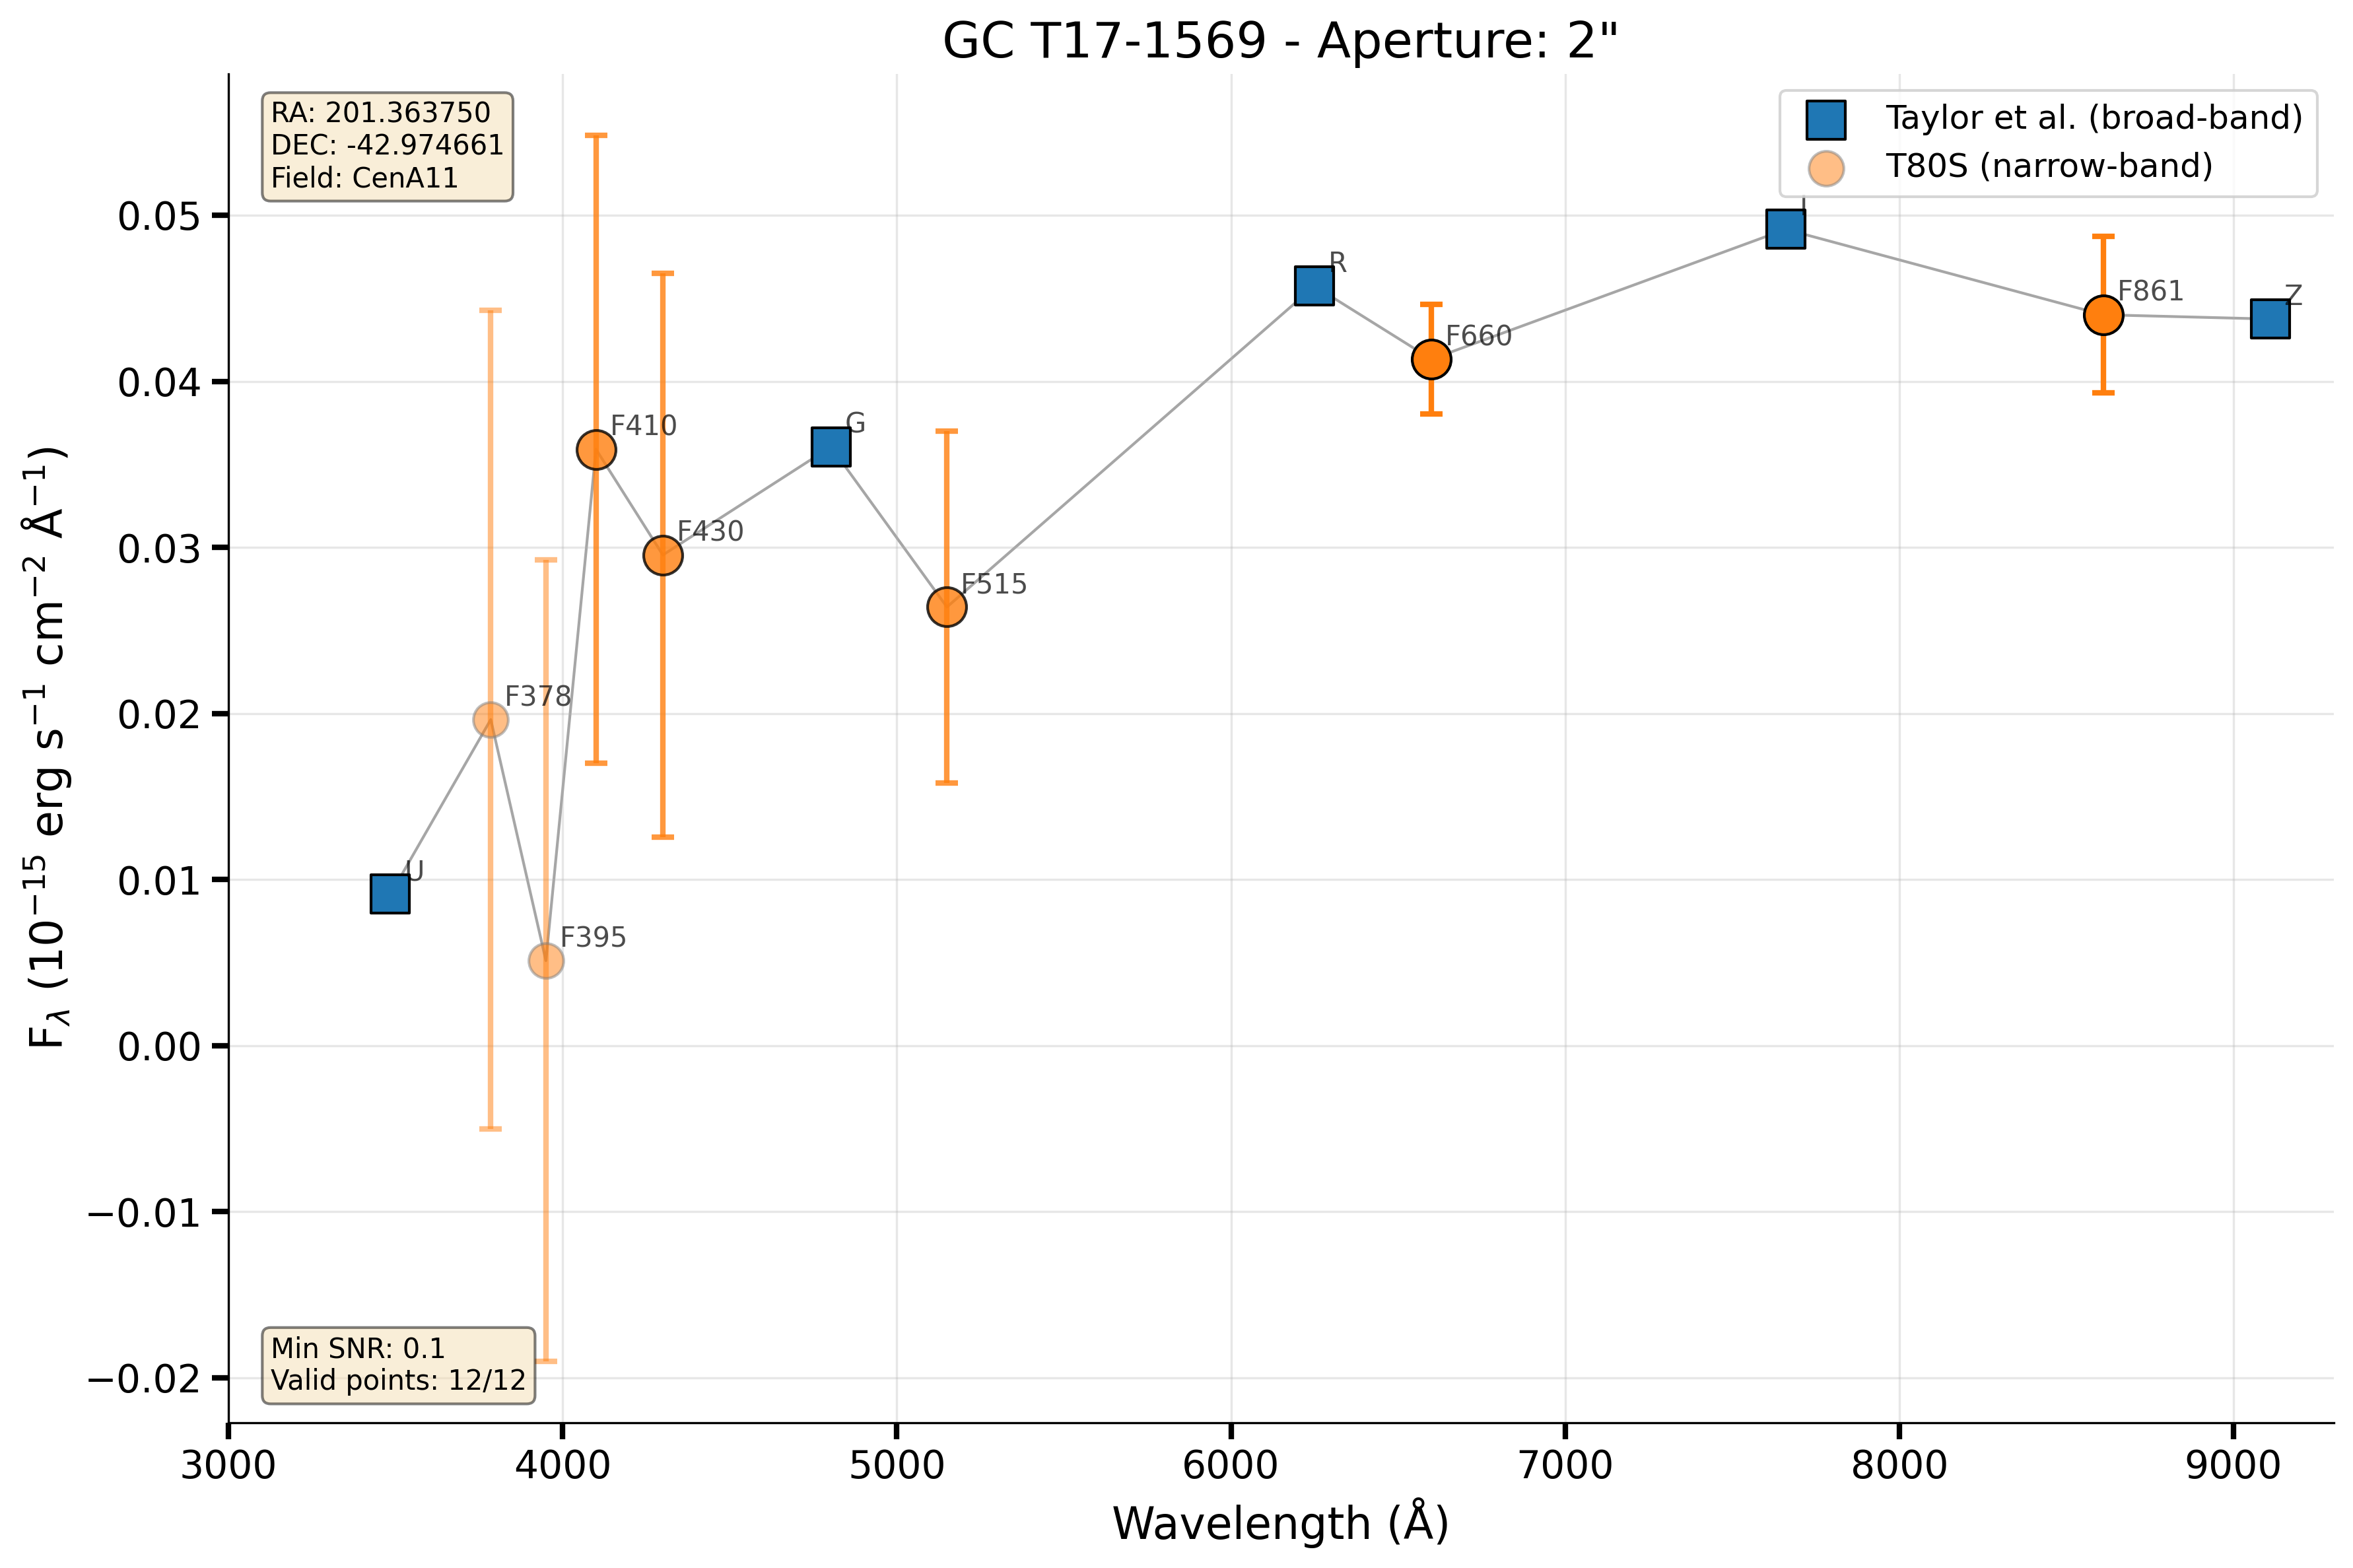 GC T17-1569 - Aperture: 2"
RA: 201.363750
DEC: -42.974661
Field: CenA11
Taylor et al. (broad-band)
T80S (narrow-band)
I
R
F861
Z
F660
F410
G
F430
F515
F378
U
F395
0.05
0.04
0.03
0.02
0.01
0.00
−0.01
−0.02
F$_{λ}$ (10$^{−15}$ erg s$^{−1}$ cm$^{−2}$ Å$^{−1}$)
Min SNR: 0.1
Valid points: 12/12
3000 4000 5000 6000 7000 8000 9000
Wavelength (Å)